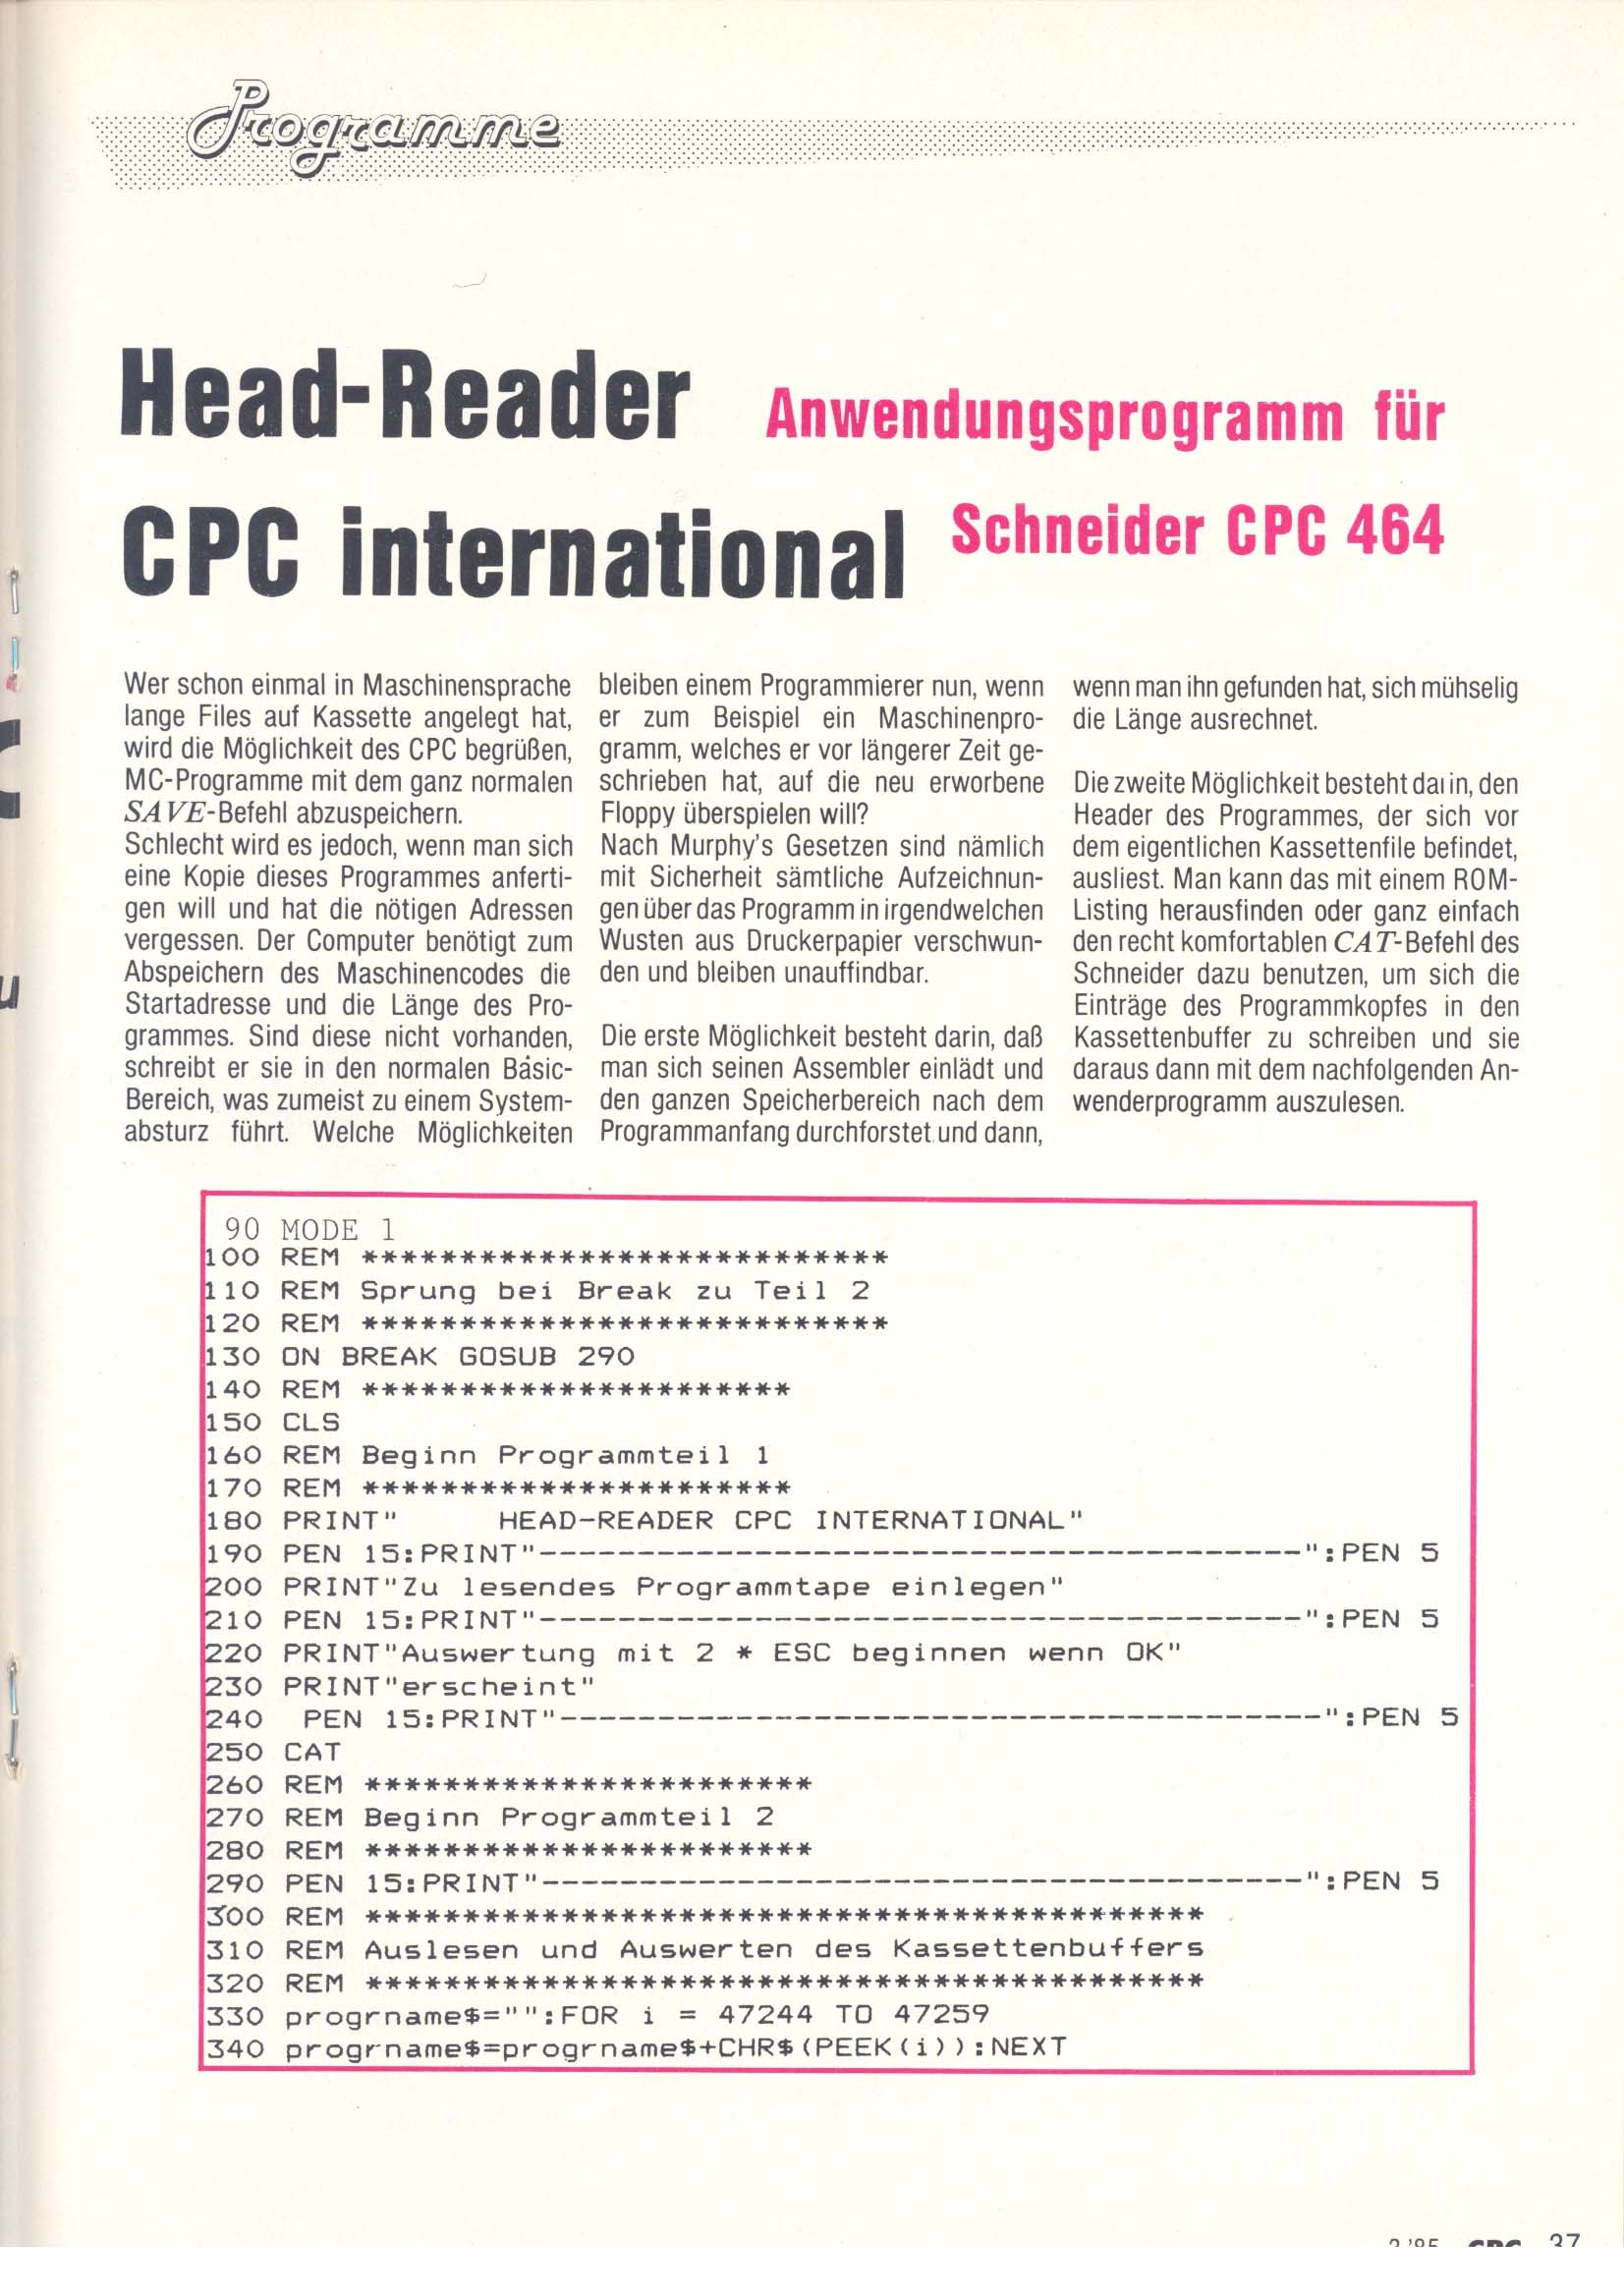 Programme
Head-Reader
CPC international
Anwendungsprogramm für
Schneider CPC 464
Wer schon einmal in Maschinensprache
lange Files auf Kassette angelegt hat,
wird die Möglichkeit des CPC begrüßen,
MC-Programme mit dem ganz normalen
SAVE-Befehl abzuspeichern.
Schlecht wird es jedoch, wenn man sich
eine Kopie dieses Programmes anferti-
gen will und hat die nötigen Adressen
vergessen. Der Computer benötigt zum
Abspeichern des Maschinencodes die
Startadresse und die Länge des Pro-
grammes. Sind diese nicht vorhanden,
schreibt er sie in den normalen Basic-
Bereich, was zumeist zu einem System-
absturz führt. Welche Möglichkeiten
bleiben einem Programmierer nun, wenn
er zum Beispiel ein Maschinenpro-
gramm, welches er vor längerer Zeit ge-
schrieben hat, auf die neu erworbene
Floppy überspielen will?
Nach Murphy's Gesetzen sind nämlich
mit Sicherheit sämtliche Aufzeichnun-
gen über das Programm in irgendwelchen
Wusten aus Druckerpapier verschwun-
den und bleiben unauffindbar.
Die erste Möglichkeit besteht darin, daß
man sich seinen Assembler einlädt und
den ganzen Speicherbereich nach dem
Programmanfang durchforstet und dann,
wenn man ihn gefunden hat, sich mühselig
die Länge ausrechnet.
Die zweite Möglichkeit besteht darin, den
Header des Programmes, der sich vor
dem eigentlichen Kassettenfile befindet,
ausliest. Man kann das mit einem ROM-
Listing herausfinden oder ganz einfach
den recht komfortablen CAT-Befehl des
Schneider dazu benutzen, um sich die
Einträge des Programmkopfes in den
Kassettenbuffer zu schreiben und sie
daraus dann mit dem nachfolgenden An-
wenderprogramm auszulesen.
90 MODE 1
100 REM ***************************
110 REM Sprung bei Break zu Teil 2
120 REM ***************************
130 ON BREAK GOSUB 290
140 REM **********************
150 CLS
160 REM Beginn Programmteil 1
170 REM **********************
180 PRINT"     HEAD-READER CPC INTERNATIONAL"
190 PEN 15:PRINT"---------------------------------------":PEN 5
200 PRINT"Zu lesendes Programmtape einlegen"
210 PEN 15:PRINT"---------------------------------------":PEN 5
220 PRINT"Auswertung mit 2 * ESC beginnen wenn OK"
230 PRINT"erscheint"
240  PEN 15:PRINT"---------------------------------------":PEN 5
250 CAT
260 REM ***********************
270 REM Beginn Programmteil 2
280 REM ***********************
290 PEN 15:PRINT"---------------------------------------":PEN 5
300 REM *******************************************
310 REM Auslesen und Auswerten des Kassettenbuffers
320 REM *******************************************
330 progrname$="":FOR i = 47244 TO 47259
340 progrname$=progrname$+CHR$(PEEK(i)):NEXT
CPC 37